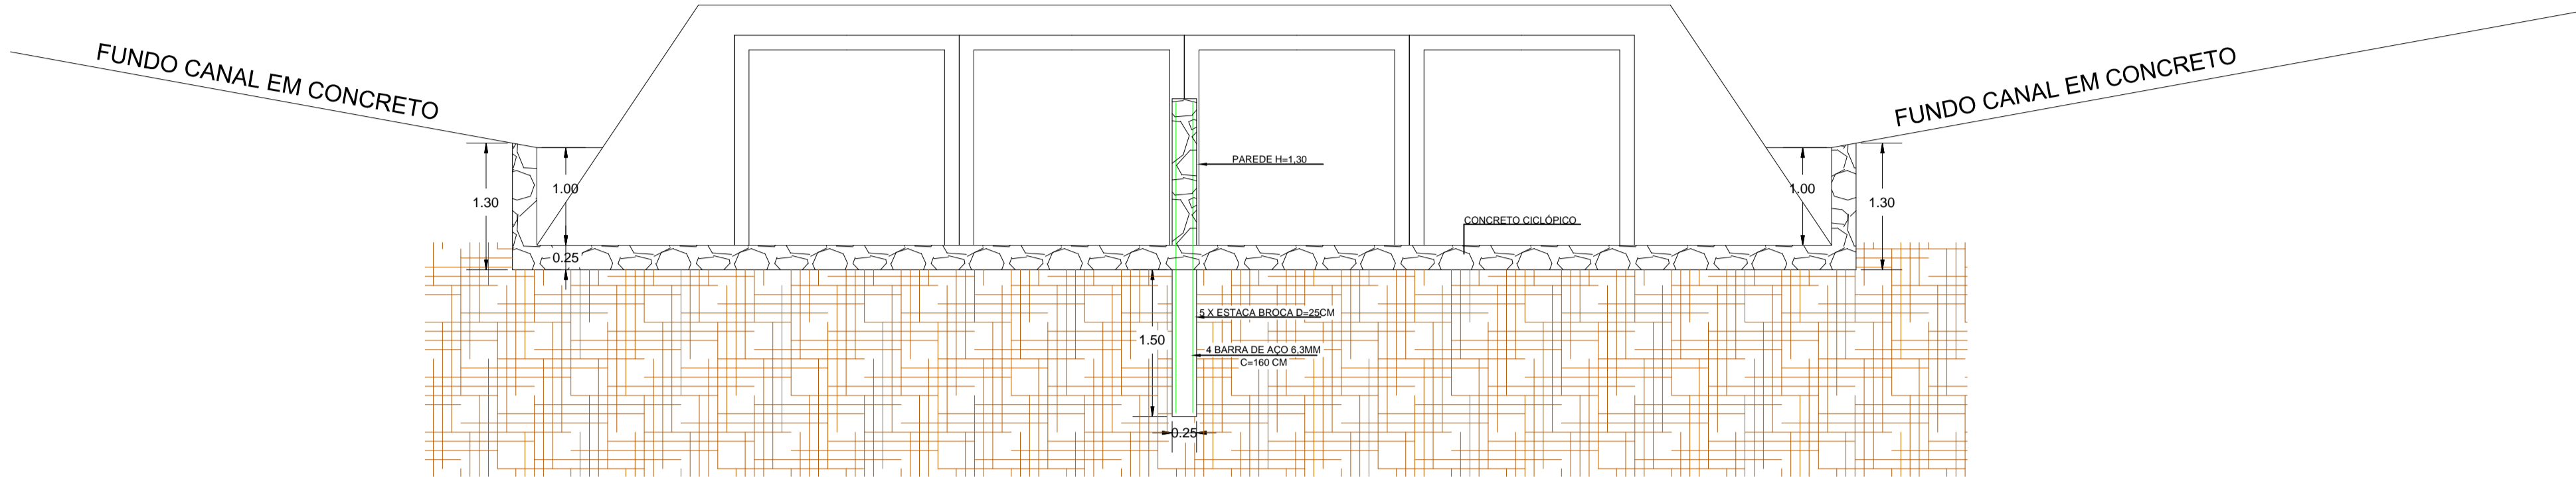 FUNDO CANAL EM CONCRETO
FUNDO CANAL EM CONCRETO
1.30
1.00
0.25
PAREDE H=1,30
CONCRETO CICLÓPICO
1.00
1.30
1.50
5 X ESTACA BROCA D=25CM
4 BARRA DE AÇO 6,3MM
C=160 CM
0.25